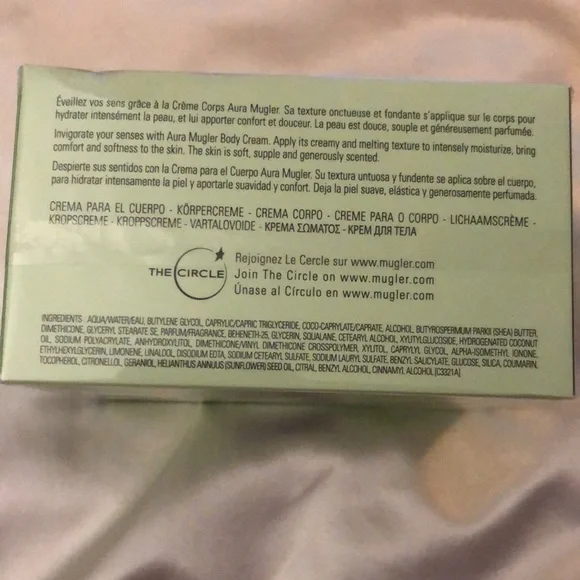 Éveillez vos sens grâce à la Crème Corps Aura Mugler. Sa texture onctueuse et fondante s'applique sur le corps pour
hydrater intensément la peau, et lui apporter confort et douceur. La peau est douce, souple et généreusement parfumée.
Invigorate your senses with Aura Mugler Body Cream. Apply its creamy and melting texture to intensely moisturize, bring
comfort and softness to the skin. The skin is soft, supple and generously scented.
Despierte sus sentidos con la Crema para el Cuerpo Aura Mugler. Su textura untuosa y fundente se aplica sobre el cuerpo,
para hidratar intensamente la piel y aportarle suavidad y confort. Deja la piel suave, elástica y generosamente perfumada.
CREMA PARA EL CUERPO - KÖRPERCREME - CREMA CORPO - CREME PARA O CORPO - LICHAAMSCRÈME -
KROPSCREME - KROPPSCREME - VARTALOVOIDE - ΚΡΕΜΑ ΣΩΜΑΤΟΣ - КРЕМ ДЛЯ ТЕЛА
THE CIRCLE
Rejoignez Le Cercle sur www.mugler.com
Join The Circle on www.mugler.com
Únase al Círculo en www.mugler.com
INGREDIENTS : AQUA/WATER/EAU, BUTYLENE GLYCOL, CAPRYLIC/CAPRIC TRIGLYCERIDE, COCO-CAPRYLATE/CAPRATE, ALCOHOL, BUTYROSPERMUM PARKII (SHEA) BUTTER,
DIMETHICONE, GLYCERYL STEARATE SE, PARFUM/FRAGRANCE, BEHENETH-25, GLYCERIN, SQUALANE, CETEARYL ALCOHOL, XYLITYLGLUCOSIDE, HYDROGENATED COCONUT
OIL, SODIUM POLYACRYLATE, ANHYDROXYLITOL, DIMETHICONE/VINYL DIMETHICONE CROSSPOLYMER, XYLITOL, CAPRYLYL GLYCOL, ALPHA-ISOMETHYL IONONE,
ETHYLHEXYLGLYCERIN, LIMONENE, LINALOOL, DISODIUM EDTA, SODIUM CETEARYL SULFATE, SODIUM LAURYL SULFATE, BENZYL SALICYLATE, GLUCOSE, SILICA, COUMARIN,
TOCOPHEROL, CITRONELLOL, GERANIOL, HELIANTHUS ANNUUS (SUNFLOWER) SEED OIL, CITRAL, BENZYL ALCOHOL, CINNAMYL ALCOHOL [C3321A]